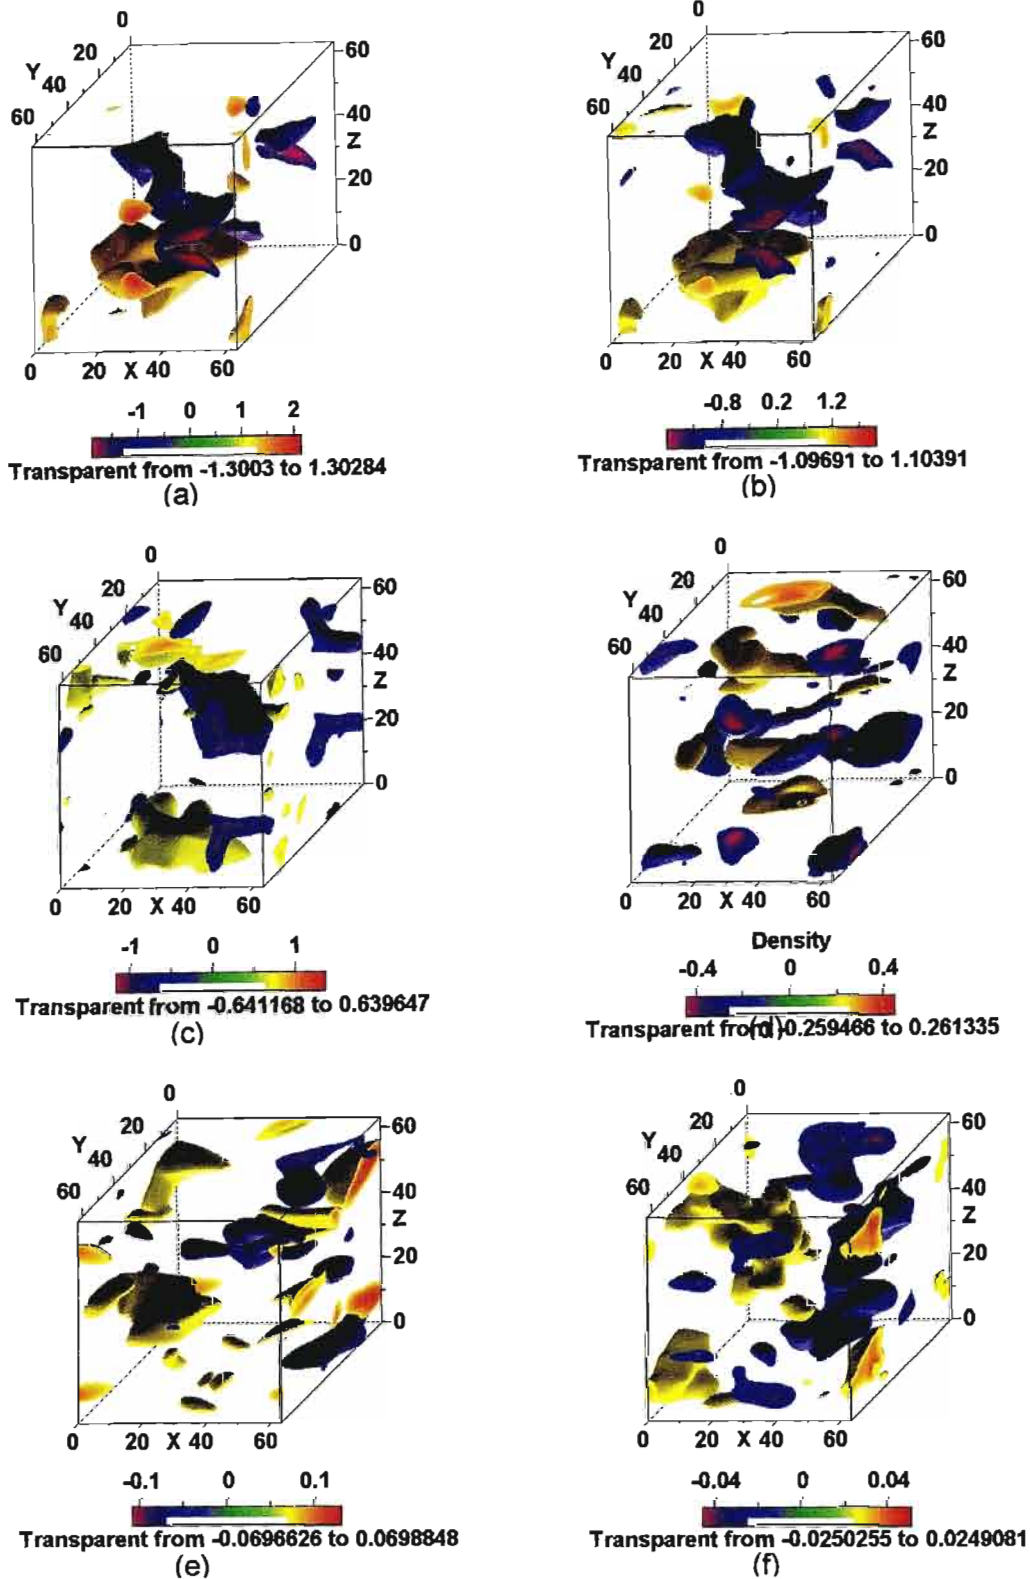 0
20
Y 40
60
60
40
Z
20
0
0 20 X 40 60
-1 0 1 2
Transparent from -1.3003 to 1.30284
(a)
0
20
Y 40
60
60
40
Z
20
0
0 20 X 40 60
-0.8 0.2 1.2
Transparent from -1.09691 to 1.10391
(b)
0
20
Y 40
60
60
40
Z
20
0
0 20 X 40 60
-1 0 1
Transparent from -0.641168 to 0.639647
(c)
0
20
Y 40
60
60
40
Z
20
0
0 20 X 40 60
Density
-0.4 0 0.4
Transparent from -0.259466 to 0.261335
(d)
0
20
Y 40
60
60
40
Z
20
0
0 20 X 40 60
-0.1 0 0.1
Transparent from -0.0696626 to 0.0698848
(e)
0
20
Y 40
60
60
40
Z
20
0
0 20 X 40 60
-0.04 0 0.04
Transparent from -0.0250255 to 0.0249081
(f)